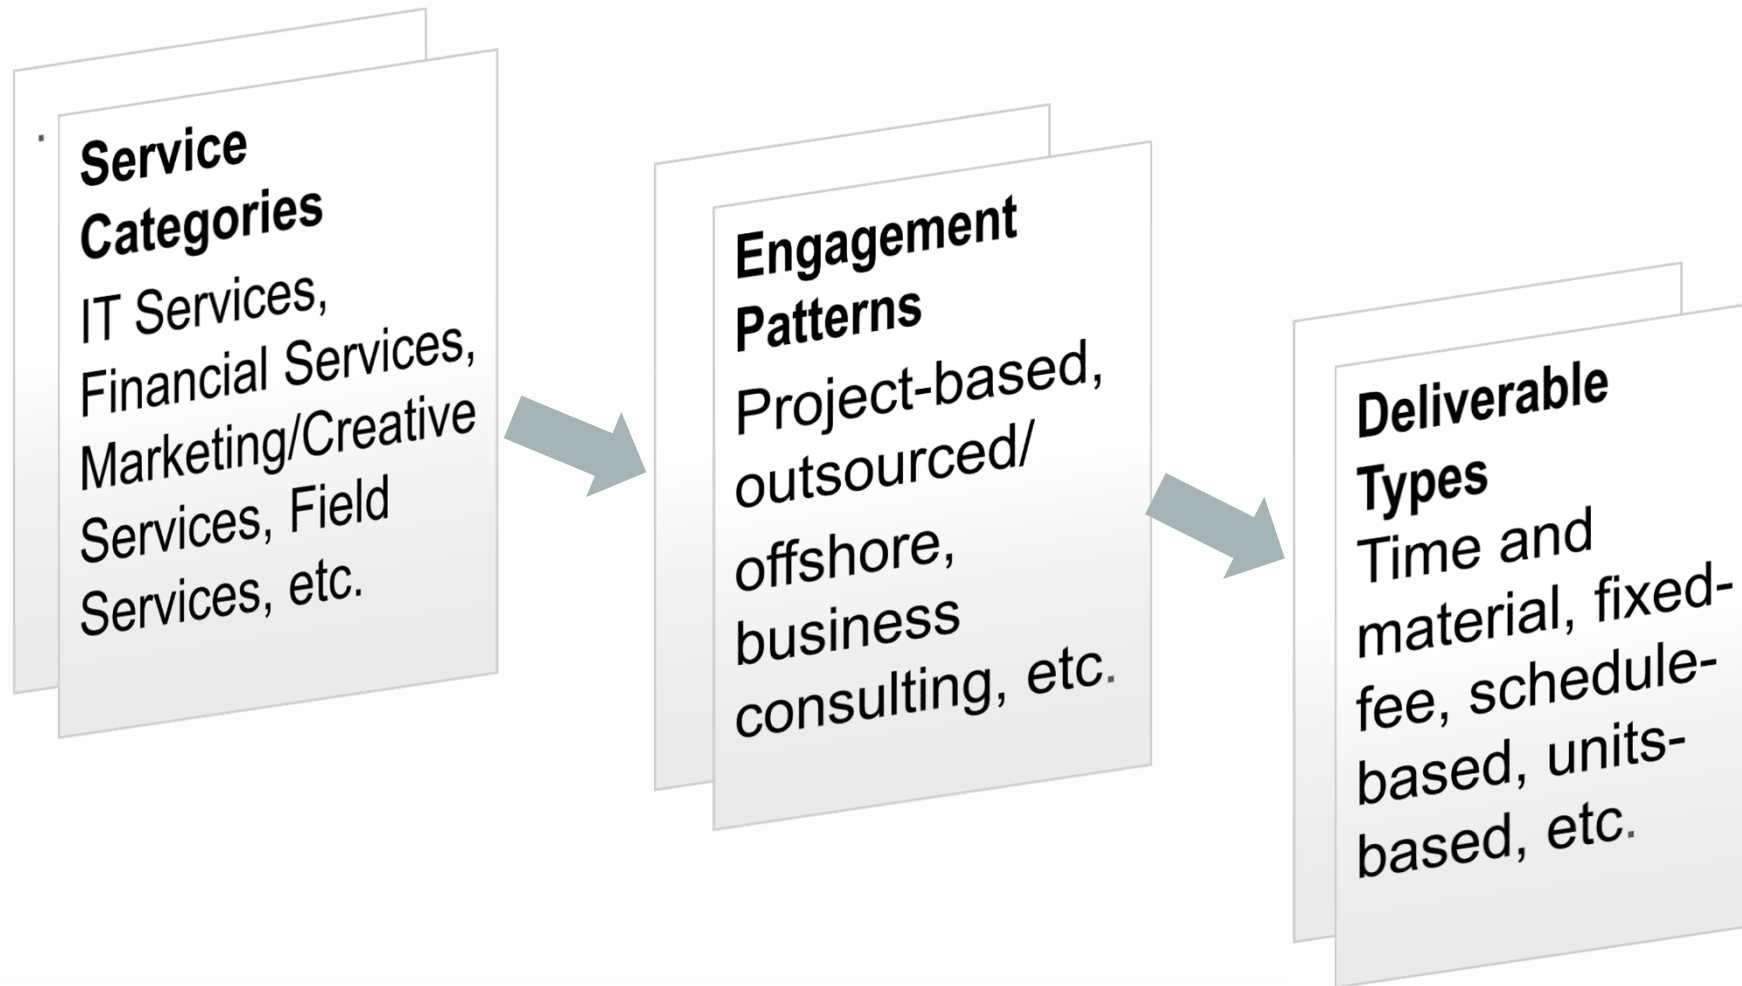 .
Service
Categories
IT Services,
Financial Services,
Marketing/Creative
Services, Field
Services, etc.
Engagement
Patterns
Project-based,
outsourced/
offshore,
business
consulting, etc.
Deliverable
Types
Time and
material, fixed-
fee, schedule-
based, units-
based, etc.